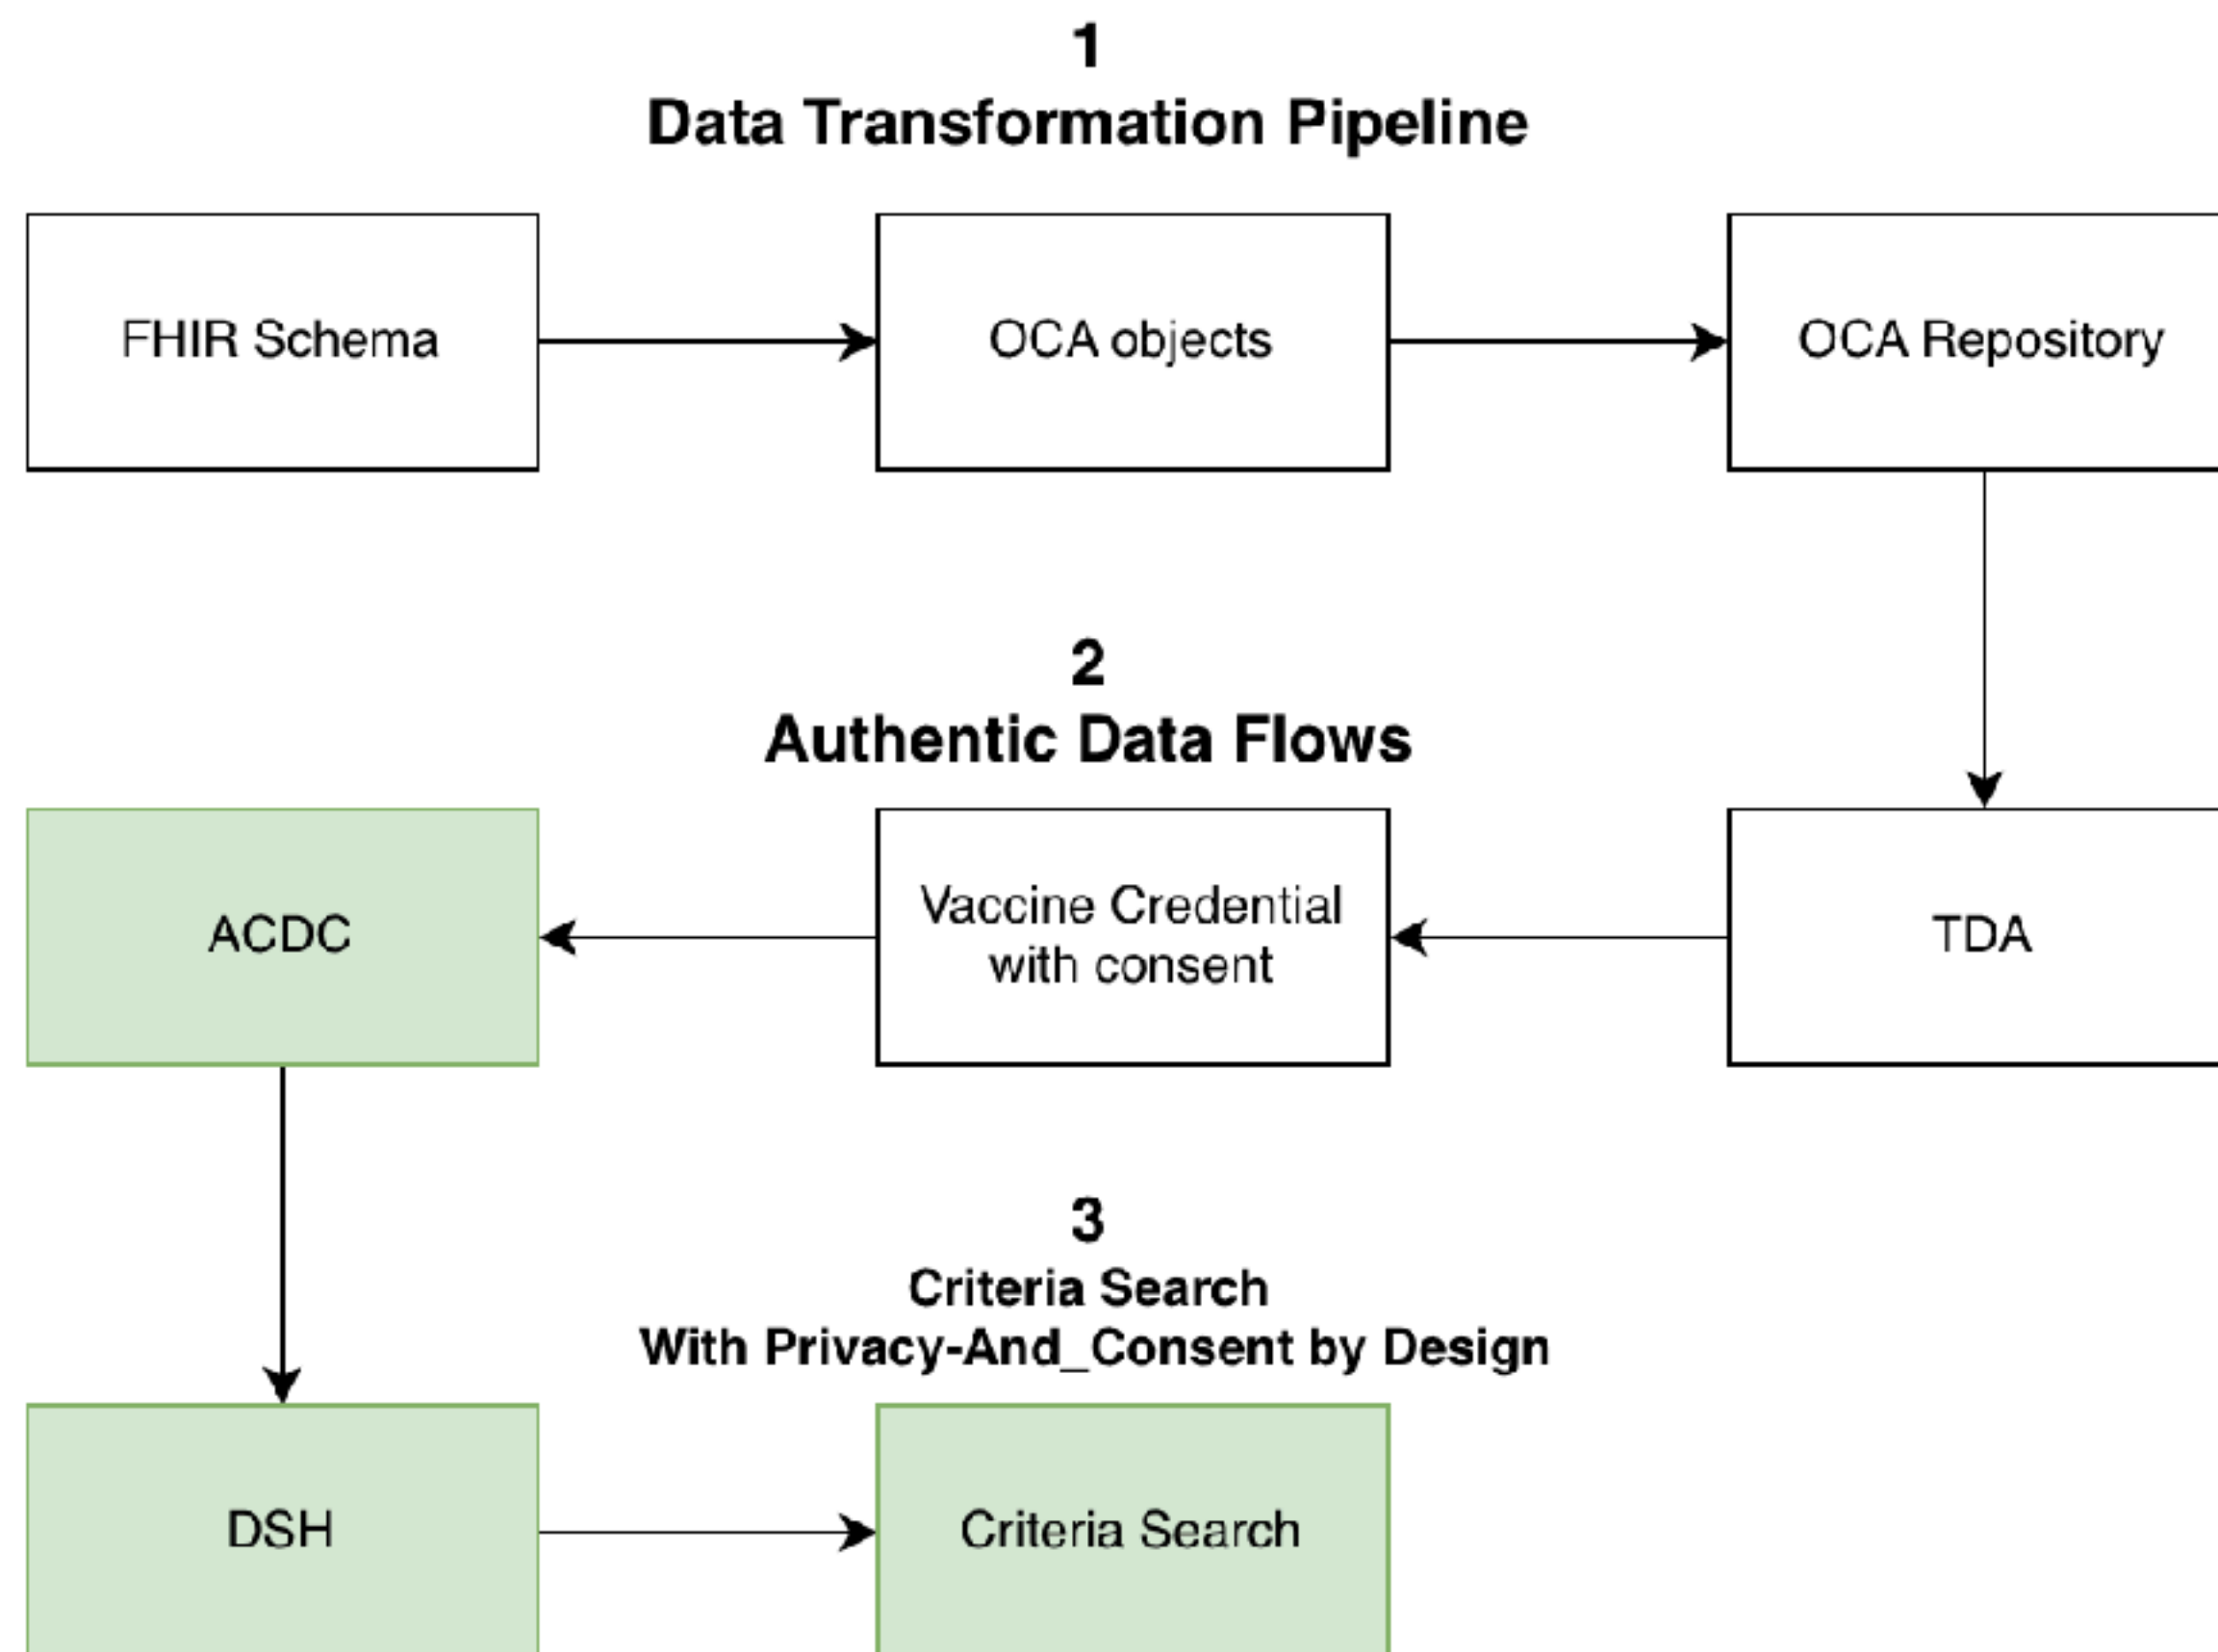 1
Data Transformation Pipeline
FHIR Schema
OCA objects
OCA Repository
2
Authentic Data Flows
ACDC
Vaccine Credential
with consent
TDA
3
Criteria Search
With Privacy-And_Consent by Design
DSH
Criteria Search